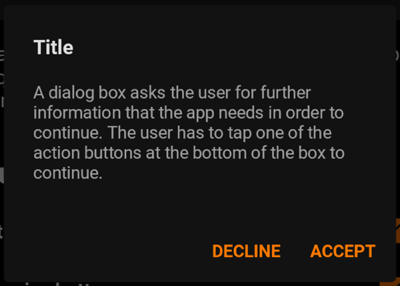 Title
A dialog box asks the user for further
information that the app needs in order to
continue. The user has to tap one of the
action buttons at the bottom of the box to
continue.
DECLINE ACCEPT